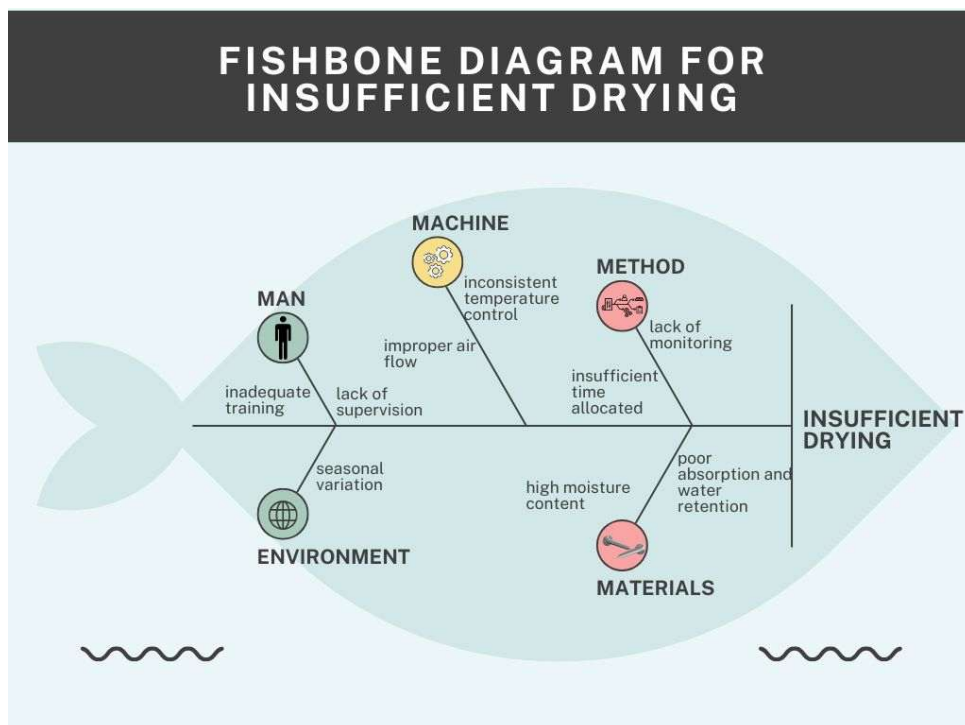 FISHBONE DIAGRAM FOR
INSUFFICIENT DRYING
MACHINE
inconsistent
temperature
control
improper air
flow
METHOD
lack of
monitoring
insufficient
time
allocated
MAN
inadequate
training
lack of
supervision
INSUFFICIENT
DRYING
seasonal
variation
ENVIRONMENT
high moisture
content
poor
absorption and
water
retention
MATERIALS